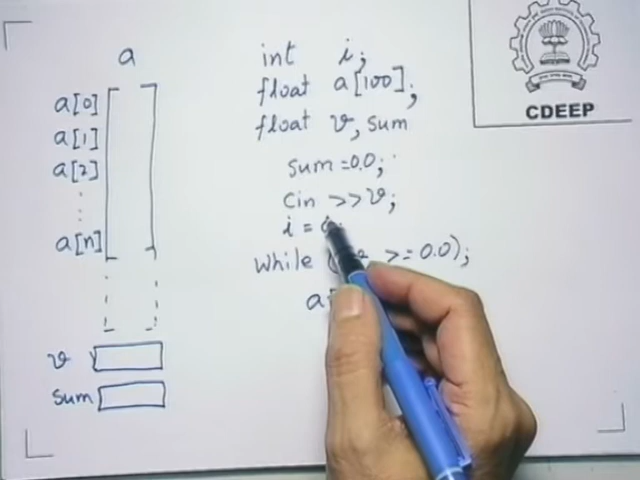 a
a[0]
a[1]
a[2]
a[n]
v
sum
int i;
float a[100];
float v, sum
sum = 0.0;
cin >> v;
i =
while ( >= 0.0);
a[
CDEEP